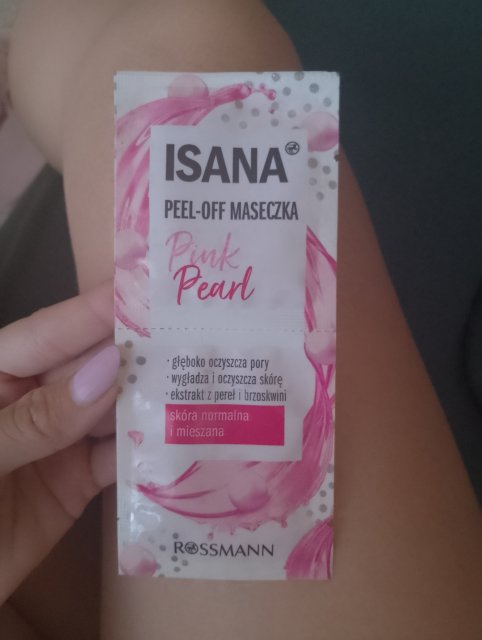 ISANA
PEEL-OFF MASECZKA
Pink
Pearl
· głęboko oczyszcza pory
· wygładza i oczyszcza skórę
· ekstrakt z pereł i brzoskwini
skóra normalna
i mieszana
ROSSMANN